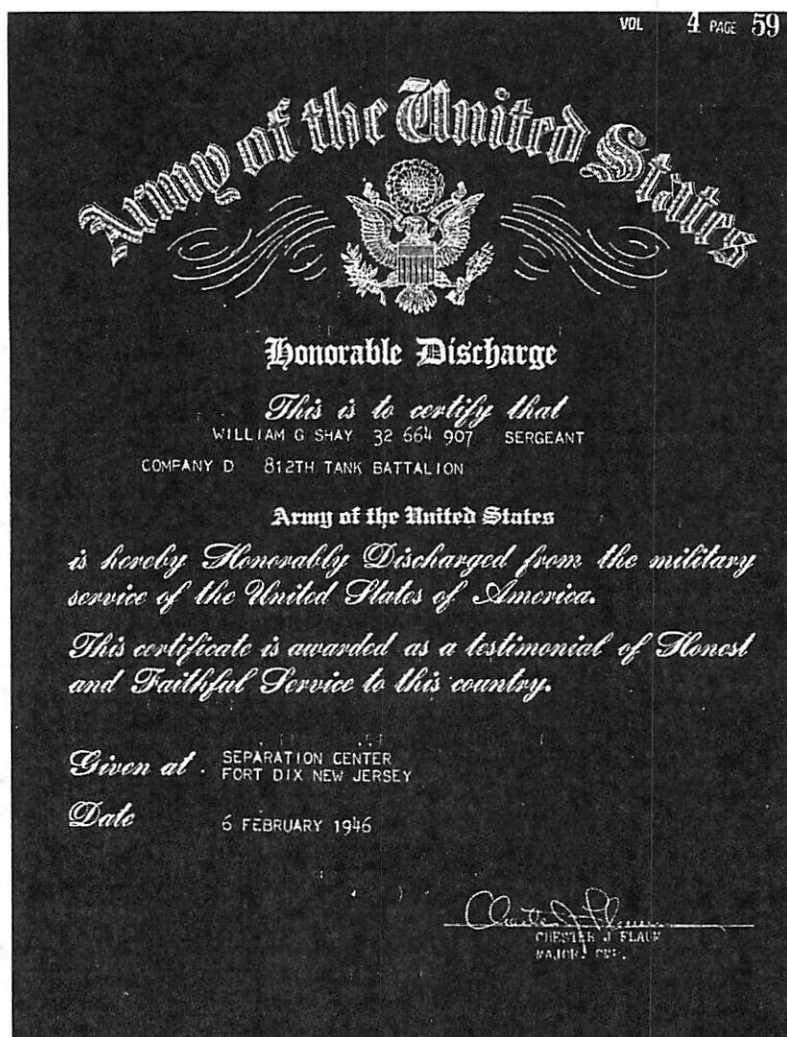 VOL 4 PAGE 59
Army of the United States
Honorable Discharge
This is to certify that
WILLIAM G SHAY 32 664 907 SERGEANT
COMPANY D 812TH TANK BATTALION
Army of the United States
is hereby Honorably Discharged from the military
service of the United States of America.
This certificate is awarded as a testimonial of Honest
and Faithful Service to this country.
Given at SEPARATION CENTER
FORT DIX NEW JERSEY
Date 6 FEBRUARY 1946
CHESTER J
MAJOR